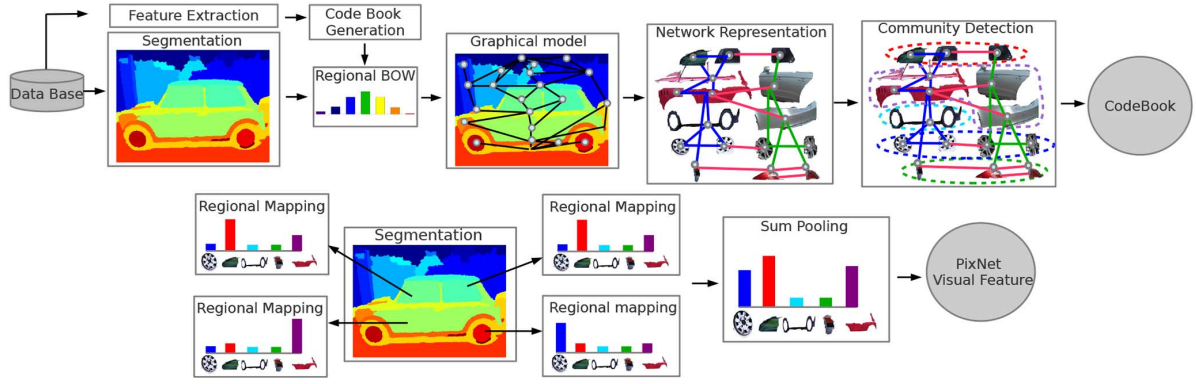 Feature Extraction
Code Book
Generation
Data Base
Segmentation
Regional BOW
Graphical model
Network Representation
Community Detection
CodeBook
Regional Mapping
Segmentation
Regional Mapping
Regional Mapping
Regional mapping
Sum Pooling
PixNet
Visual Feature